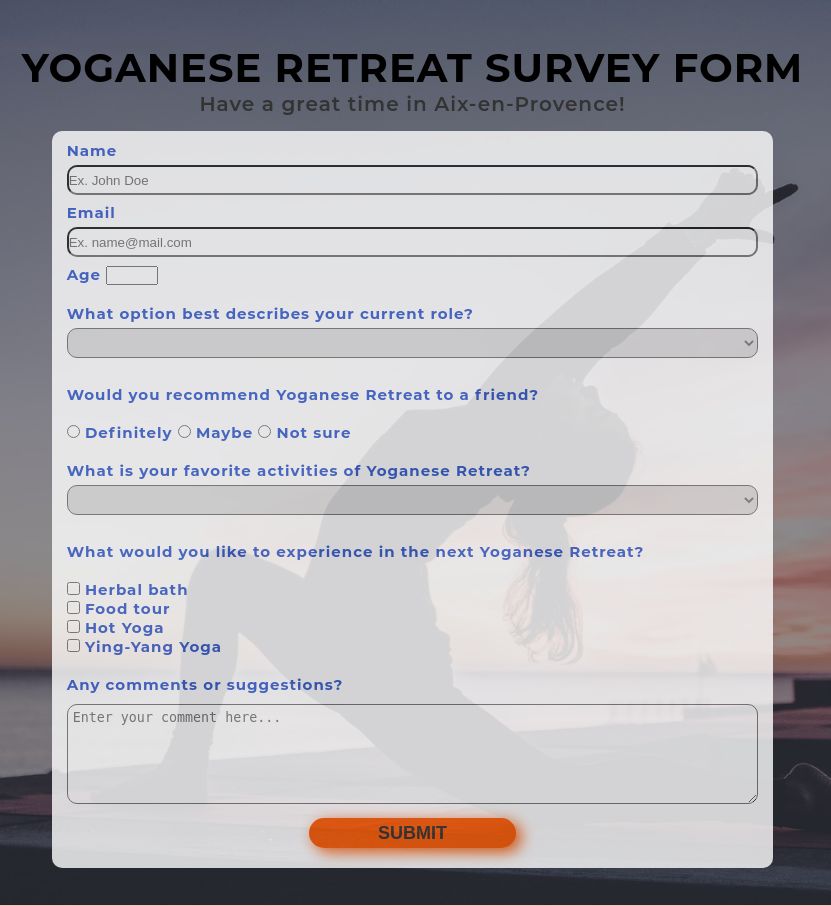 YOGANESE RETREAT SURVEY FORM
Have a great time in Aix-en-Provence!
Name
Ex. John Doe
Email
Ex. name@mail.com
Age
What option best describes your current role?
Would you recommend Yoganese Retreat to a friend?
Definitely Maybe Not sure
What is your favorite activities of Yoganese Retreat?
What would you like to experience in the next Yoganese Retreat?
Herbal bath
Food tour
Hot Yoga
Ying-Yang Yoga
Any comments or suggestions?
Enter your comment here...
SUBMIT